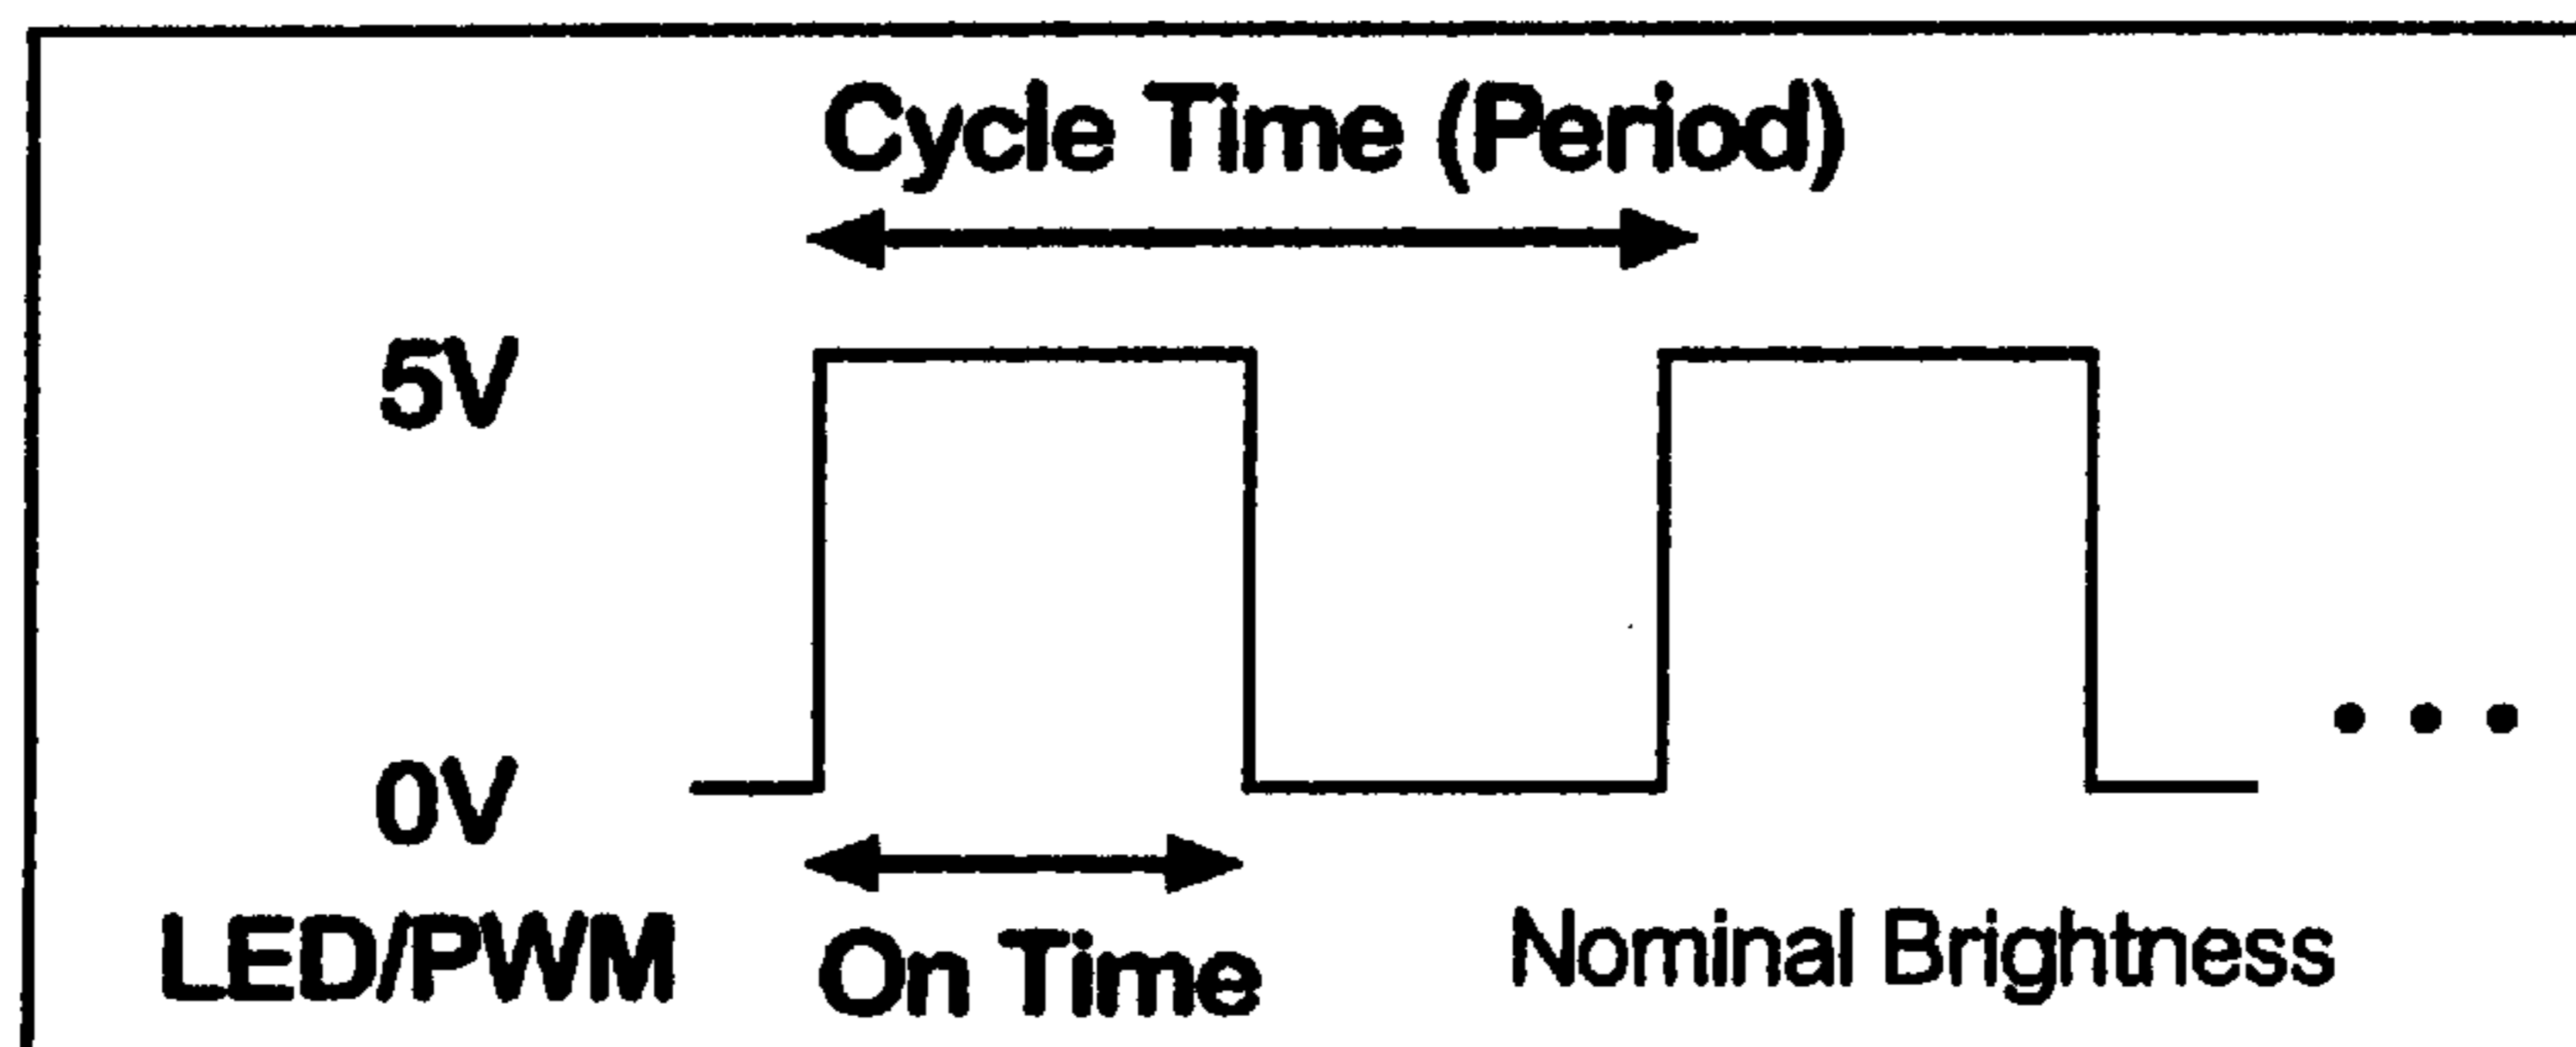 Cycle Time (Period)
5V
0V
LED/PWM
On Time
Nominal Brightness